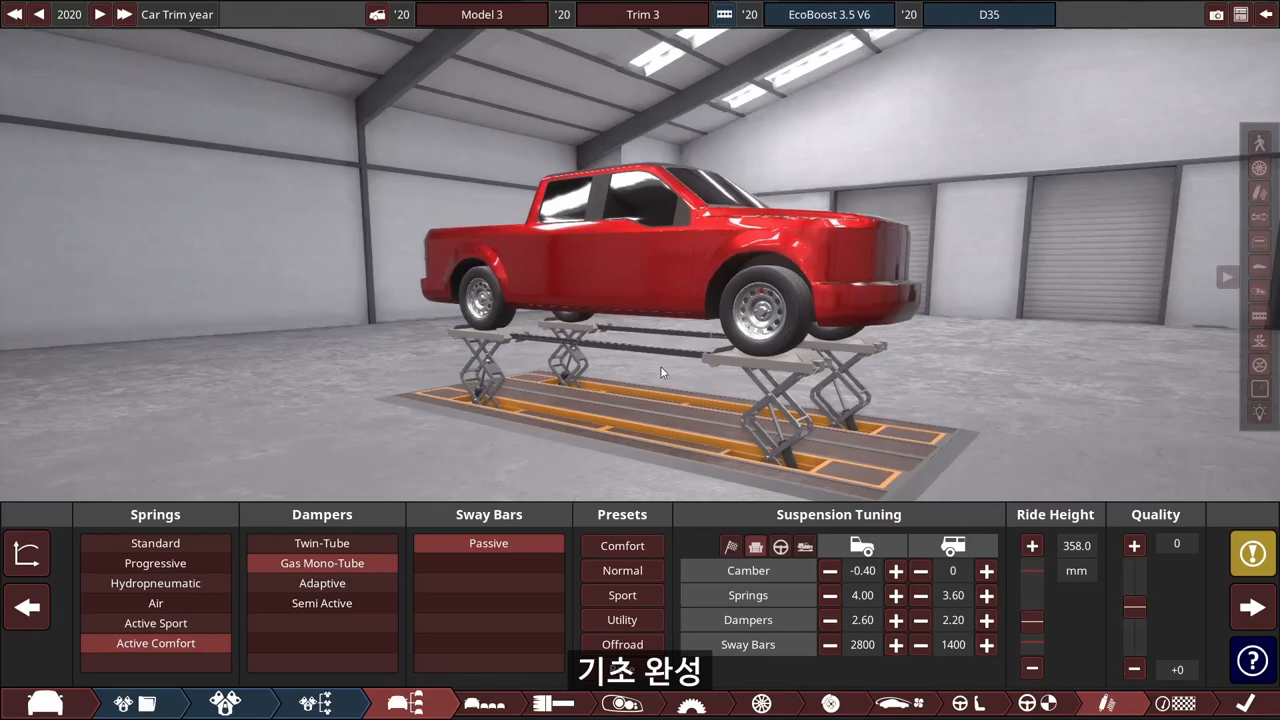 2020 Car Trim year '20 Model 3 '20 Trim 3 '20 EcoBoost 3.5 V6 '20 D35
Springs Dampers Sway Bars Presets Suspension Tuning Ride Height Quality
Standard Twin-Tube Passive Comfort 358.0 0
Progressive Gas Mono-Tube Normal Camber -0.40 0 mm
Hydropneumatic Adaptive Sport Springs 4.00 3.60
Air Semi Active Utility Dampers 2.60 2.20
Active Sport Offroad Sway Bars 2800 1400
Active Comfort +0
기초 완성